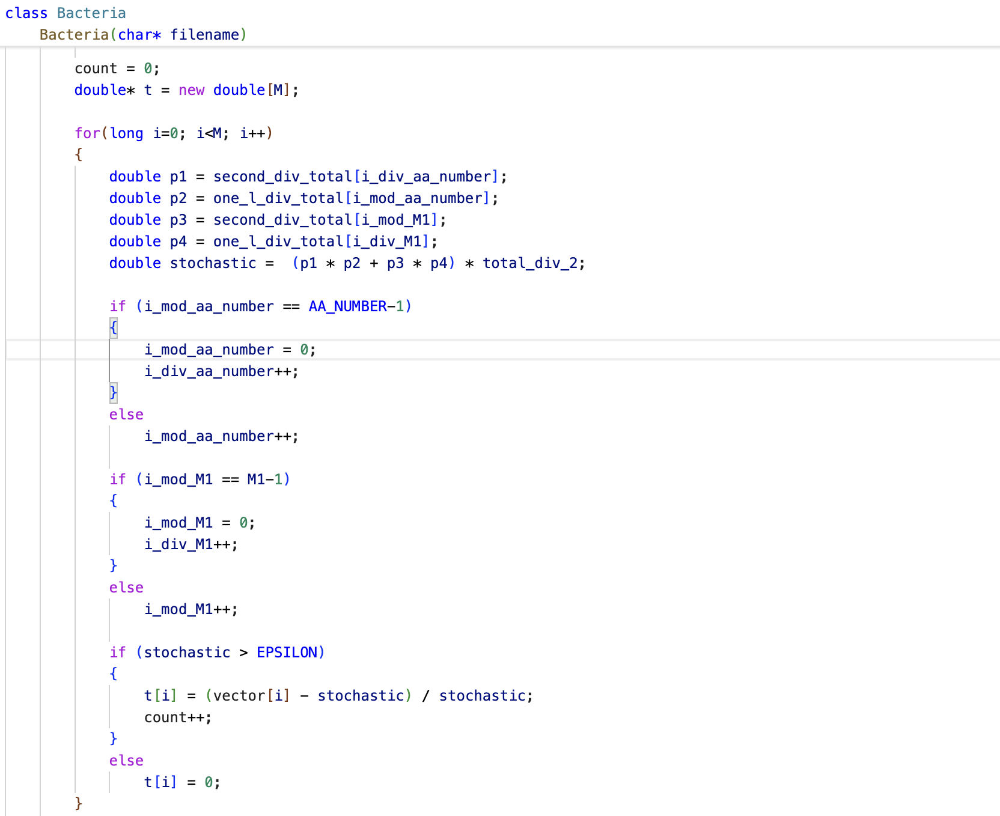 class Bacteria
    Bacteria(char* filename)
        count = 0;
        double* t = new double[M];

        for(long i=0; i<M; i++)
        {
            double p1 = second_div_total[i_div_aa_number];
            double p2 = one_l_div_total[i_mod_aa_number];
            double p3 = second_div_total[i_mod_M1];
            double p4 = one_l_div_total[i_div_M1];
            double stochastic =  (p1 * p2 + p3 * p4) * total_div_2;

            if (i_mod_aa_number == AA_NUMBER-1)
            {
                i_mod_aa_number = 0;
                i_div_aa_number++;
            }
            else
                i_mod_aa_number++;

            if (i_mod_M1 == M1-1)
            {
                i_mod_M1 = 0;
                i_div_M1++;
            }
            else
                i_mod_M1++;

            if (stochastic > EPSILON)
            {
                t[i] = (vector[i] - stochastic) / stochastic;
                count++;
            }
            else
                t[i] = 0;
        }